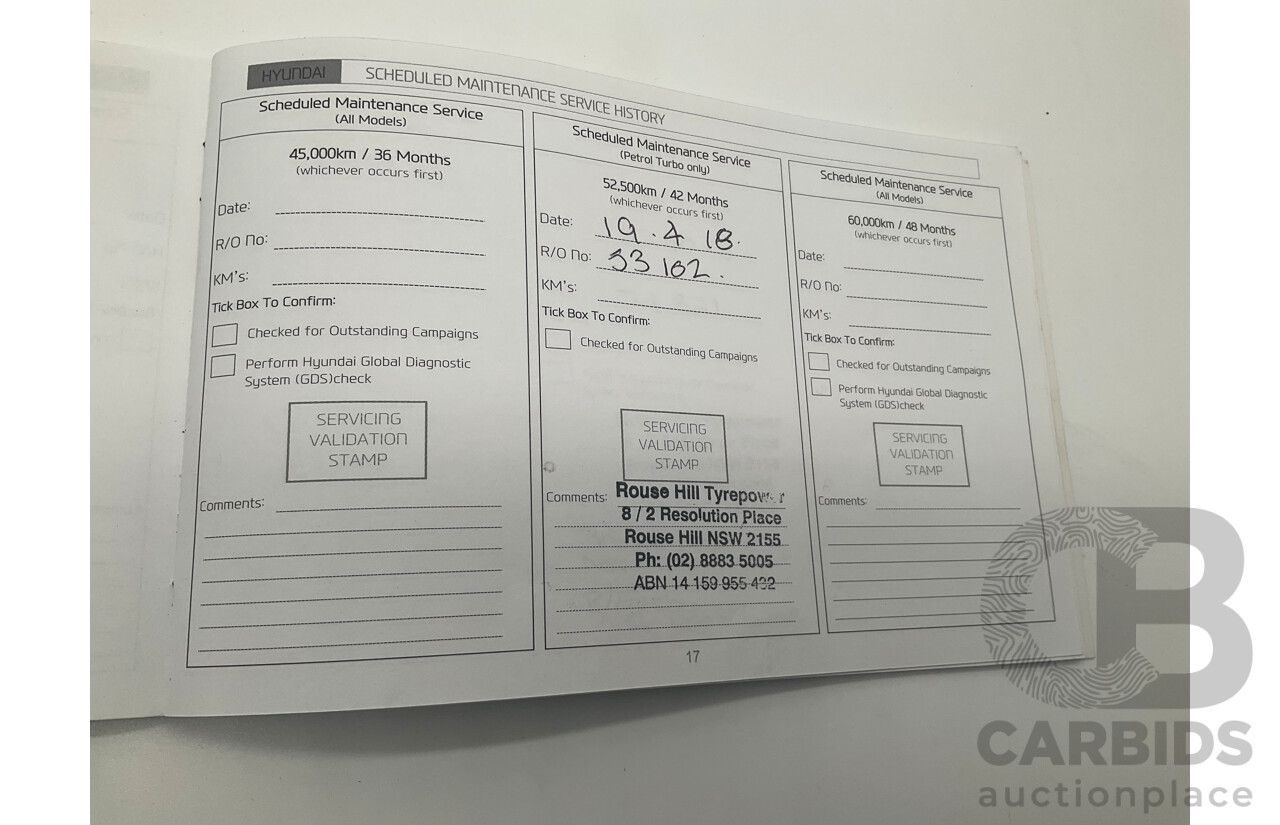 HYUNDAI SCHEDULED MAINTENANCE SERVICE HISTORY
Scheduled Maintenance Service
(All Models)
45,000km / 36 Months
(whichever occurs first)
Date:
R/O No:
KM's:
Tick Box To Confirm:
Checked for Outstanding Campaigns
Perform Hyundai Global Diagnostic
System (GDS)check
SERVICING
VALIDATION
STAMP
Comments:
Scheduled Maintenance Service
(Petrol Turbo only)
52,500km / 42 Months
(whichever occurs first)
Date: 19.4 18.
R/O No: 53 162.
KM's:
Tick Box To Confirm:
Checked for Outstanding Campaigns
SERVICING
VALIDATION
STAMP
Comments: Rouse Hill Tyrepower
8 / 2 Resolution Place
Rouse Hill NSW 2155
Ph: (02) 8883 5005
ABN 14 159 955 432
Scheduled Maintenance Service
(All Models)
60,000km / 48 Months
(whichever occurs first)
Date:
R/O No:
KM's:
Tick Box To Confirm:
Checked for Outstanding Campaigns
Perform Hyundai Global Diagnostic
System (GDS)check
SERVICING
VALIDATION
STAMP
Comments:
17
CB
CARBIDS
auctionplace